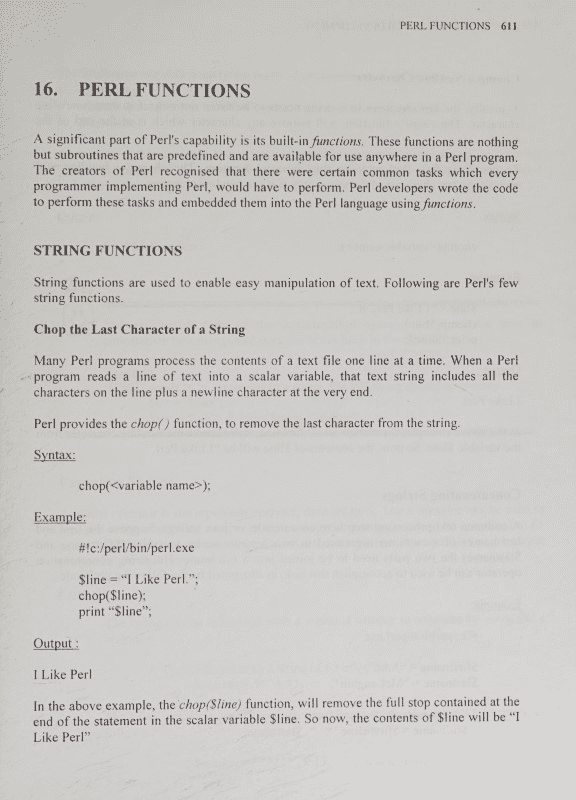 PERL FUNCTIONS 611
16. PERL FUNCTIONS
A significant part of Perl's capability is its built-in functions. These functions are nothing
but subroutines that are predefined and are available for use anywhere in a Perl program.
The creators of Perl recognised that there were certain common tasks which every
programmer implementing Perl, would have to perform. Perl developers wrote the code
to perform these tasks and embedded them into the Perl language using functions.
STRING FUNCTIONS
String functions are used to enable easy manipulation of text. Following are Perl's few
string functions.
Chop the Last Character of a String
Many Perl programs process the contents of a text file one line at a time. When a Perl
program reads a line of text into a scalar variable, that text string includes all the
characters on the line plus a newline character at the very end.
Perl provides the chop( ) function, to remove the last character from the string.
Syntax:
chop(<variable name>);
Example:
#!c:/perl/bin/perl.exe
$line = “I Like Perl.”;
chop($line);
print “$line”;
Output :
I Like Perl
In the above example, the chop($line) function, will remove the full stop contained at the
end of the statement in the scalar variable $line. So now, the contents of $line will be “I
Like Perl”